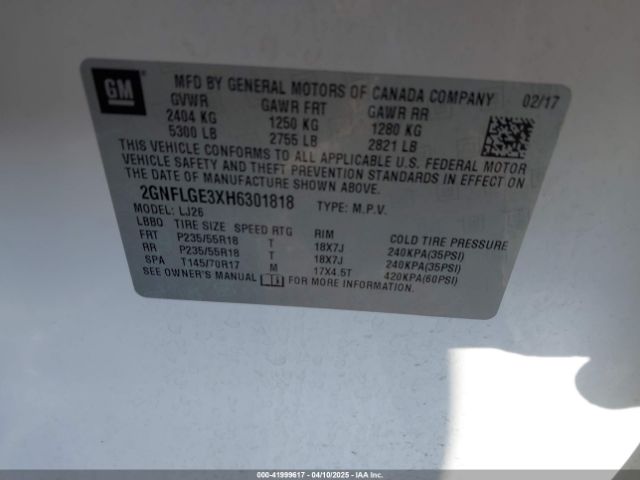 GM
MFD BY GENERAL MOTORS OF CANADA COMPANY 02/17
GVWR GAWR FRT GAWR RR
2404 KG 1250 KG 1280 KG
5300 LB 2755 LB 2821 LB
THIS VEHICLE CONFORMS TO ALL APPLICABLE U.S. FEDERAL MOTOR
VEHICLE SAFETY AND THEFT PREVENTION STANDARDS IN EFFECT ON
THE DATE OF MANUFACTURE SHOWN ABOVE.
2GNFLGE3XH6301818 TYPE: M.P.V.
MODEL: LJ26
LBBO TIRE SIZE SPEED RTG RIM COLD TIRE PRESSURE
FRT P235/55R18 T 18X7J 240KPA(35PSI)
RR P235/55R18 T 18X7J 240KPA(35PSI)
SPA T145/70R17 M 17X4.5T 420KPA(60PSI)
SEE OWNER'S MANUAL FOR MORE INFORMATION.
000-41999617 - 04/10/2025 - IAAI.COM